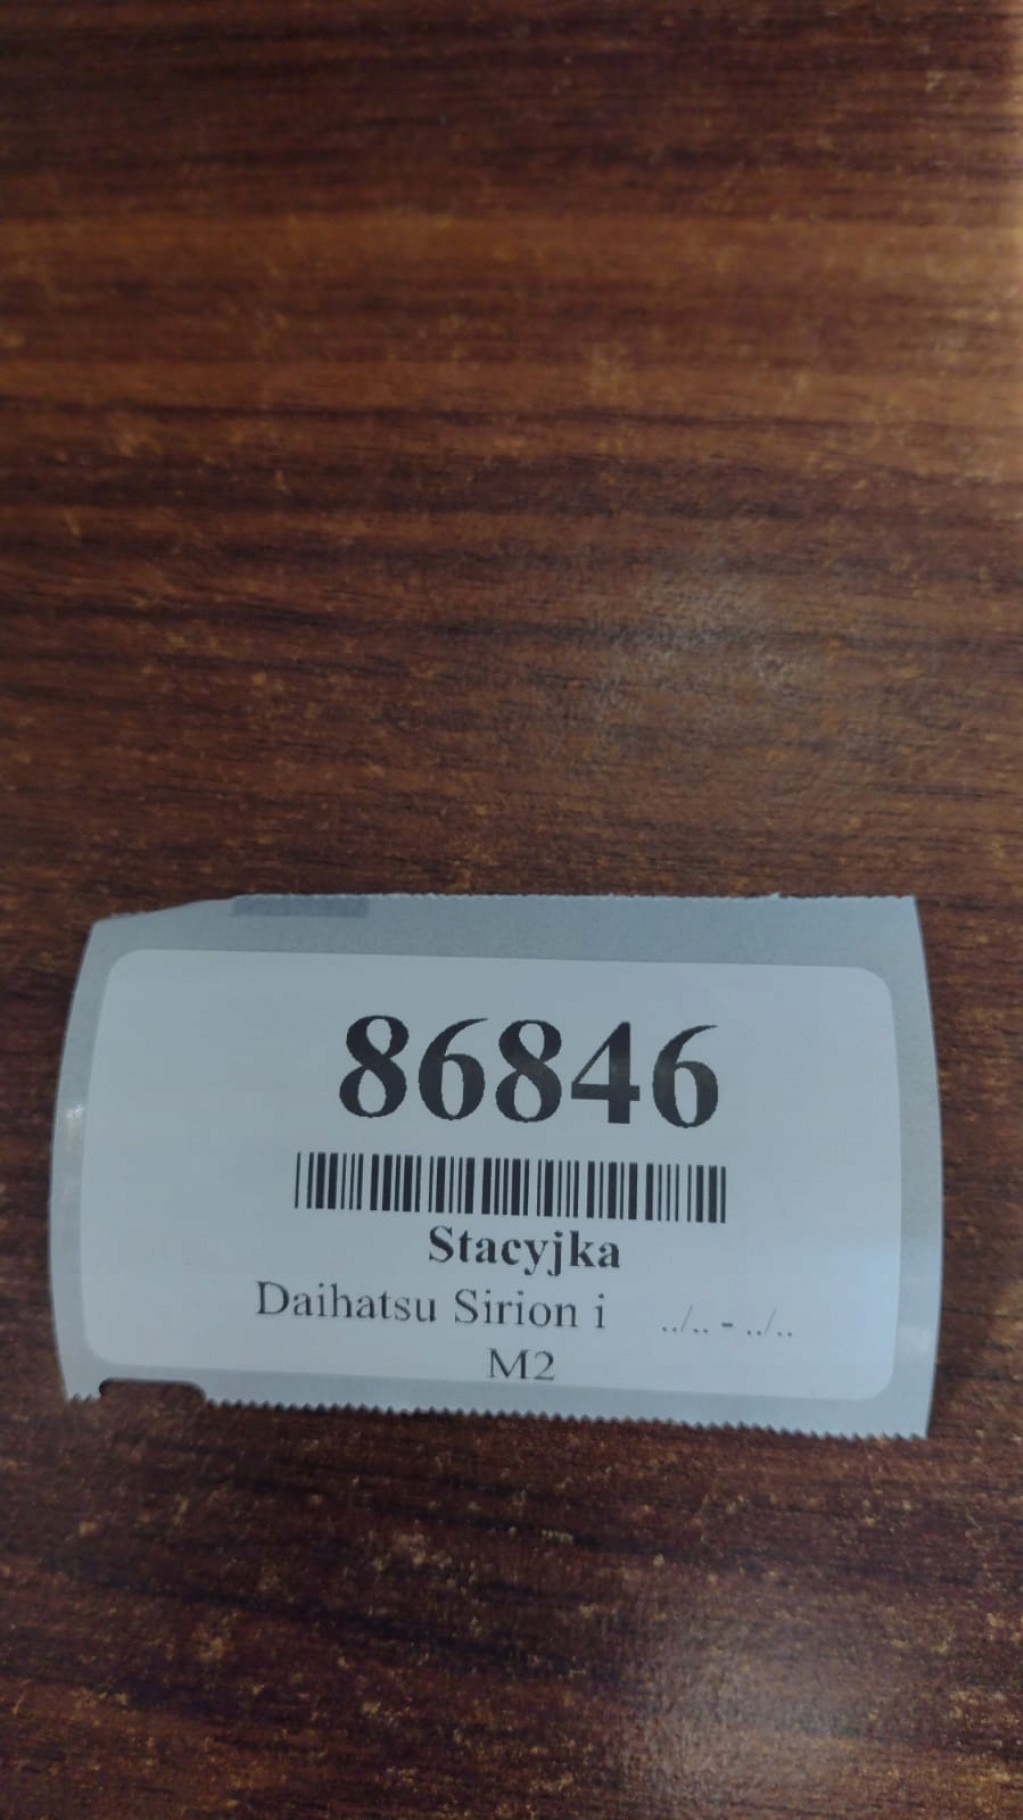 86846
Stacyjka
Daihatsu Sirion i ../.. - ../..
M2